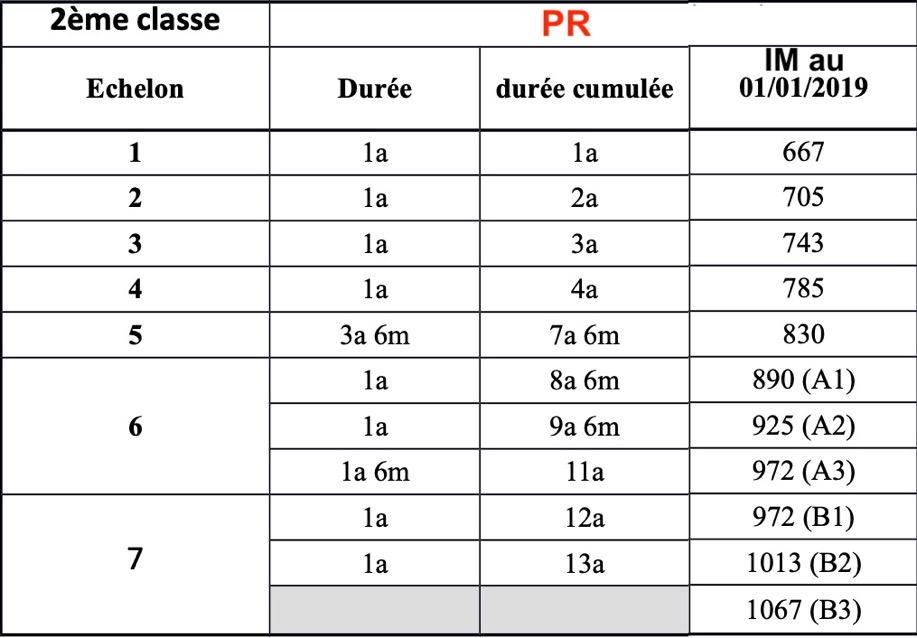 2ème classe PR
Echelon Durée durée cumulée IM au
01/01/2019
1 1a 1a 667
2 1a 2a 705
3 1a 3a 743
4 1a 4a 785
5 3a 6m 7a 6m 830
6 1a 8a 6m 890 (A1)
1a 9a 6m 925 (A2)
1a 6m 11a 972 (A3)
7 1a 12a 972 (B1)
1a 13a 1013 (B2)
1067 (B3)